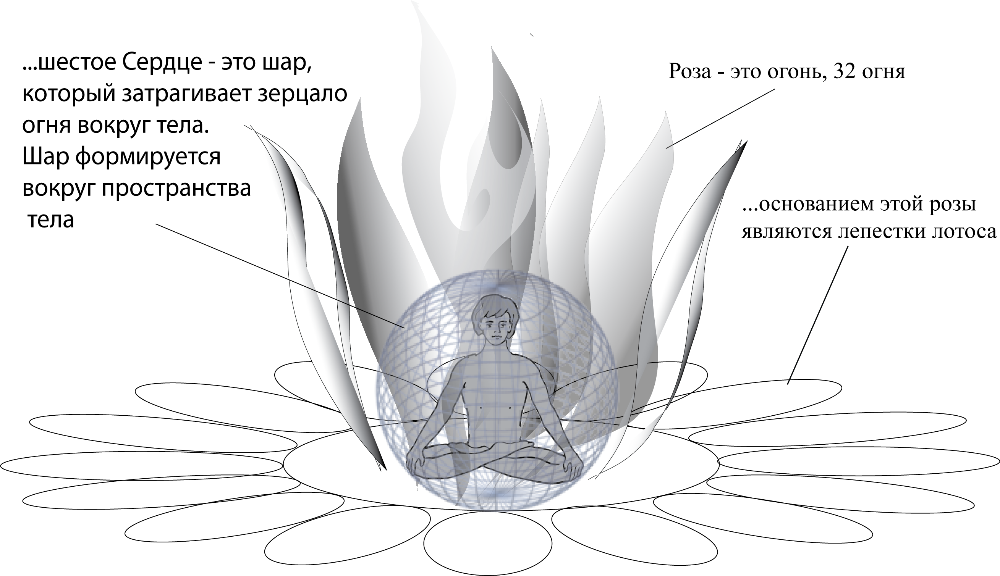 ...шестое Сердце - это шар,
который затрагивает зерцало
огня вокруг тела.
Шар формируется
вокруг пространства
тела
Роза - это огонь, 32 огня
...основанием этой розы
являются лепестки лотоса